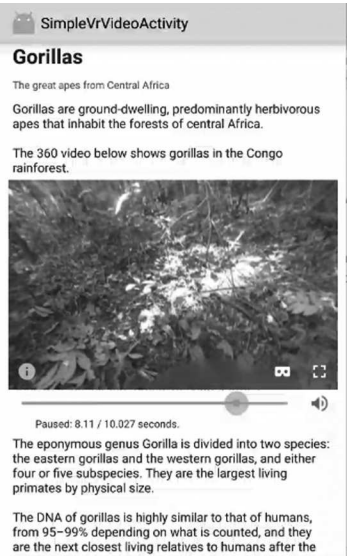 SimpleVrVideoActivity
Gorillas
The great apes from Central Africa
Gorillas are ground-dwelling, predominantly herbivorous
apes that inhabit the forests of central Africa.
The 360 video below shows gorillas in the Congo
rainforest.
Paused: 8.11 / 10.027 seconds.
The eponymous genus Gorilla is divided into two species:
the eastern gorillas and the western gorillas, and either
four or five subspecies. They are the largest living
primates by physical size.
The DNA of gorillas is highly similar to that of humans,
from 95–99% depending on what is counted, and they
are the next closest living relatives to humans after the